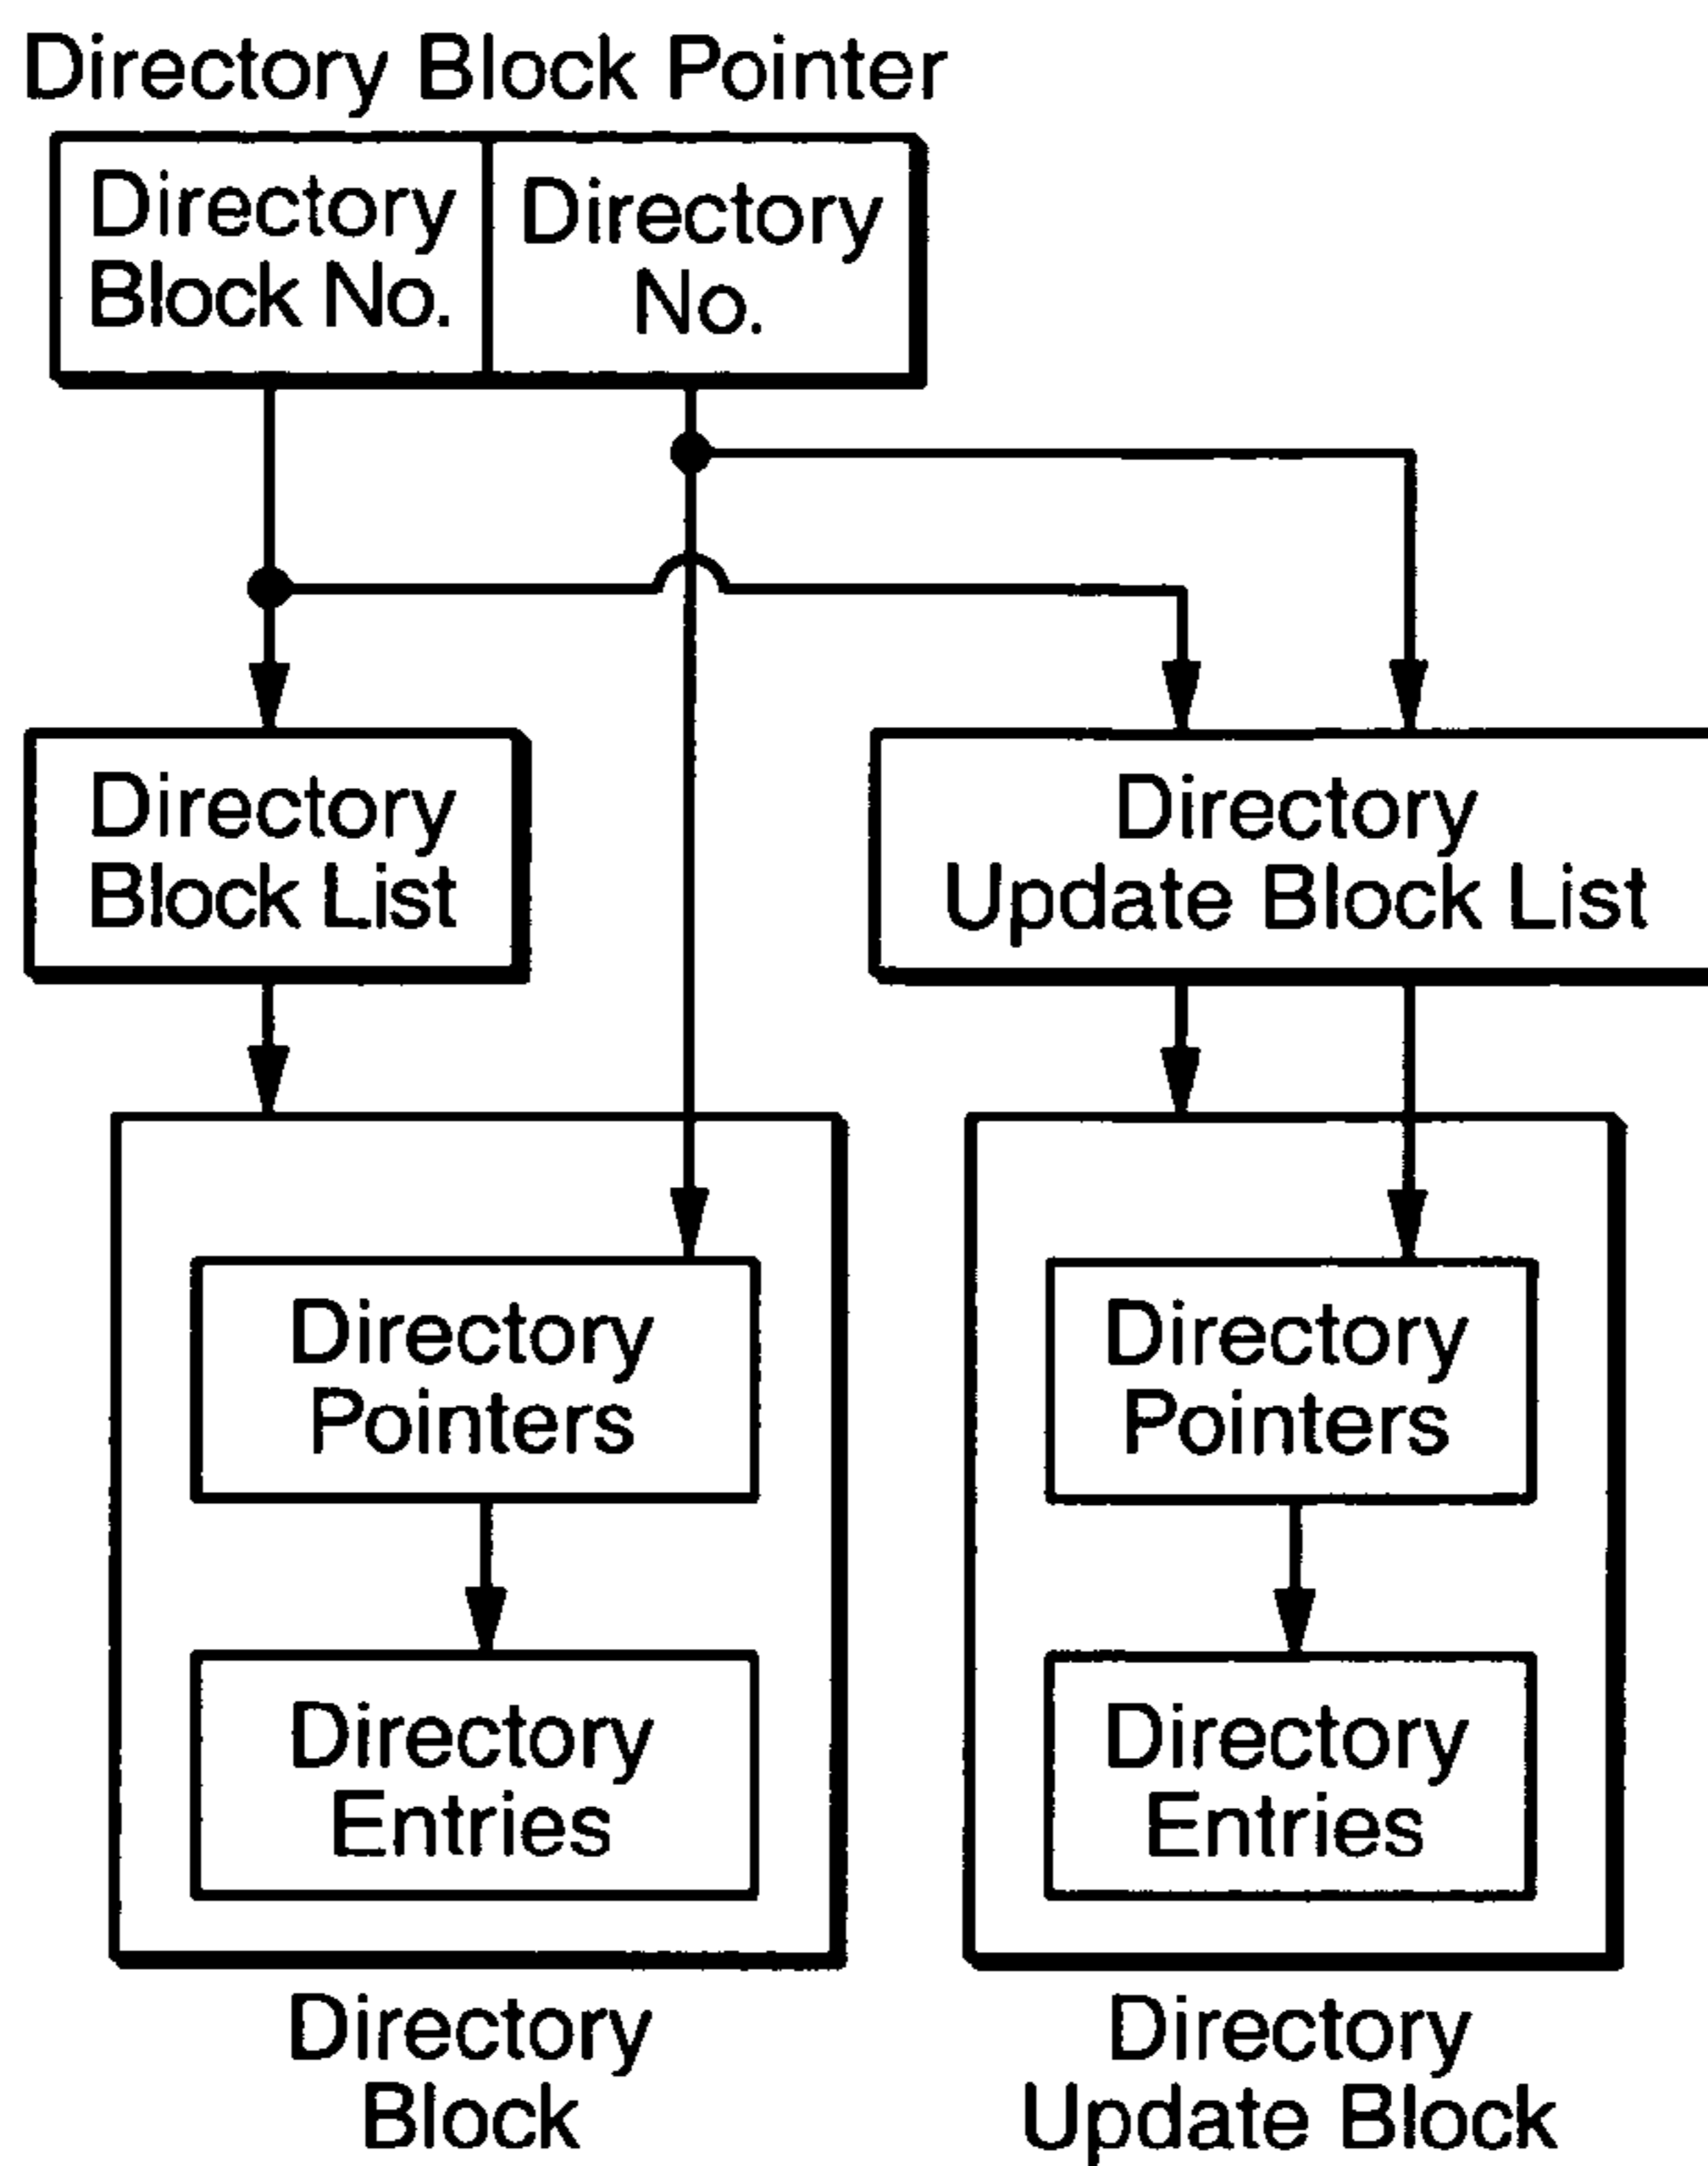 Directory Block Pointer
Directory
Block No.
Directory
No.
Directory
Block List
Directory
Update Block List
Directory
Pointers
Directory
Entries
Directory
Block
Directory
Pointers
Directory
Entries
Directory
Update Block